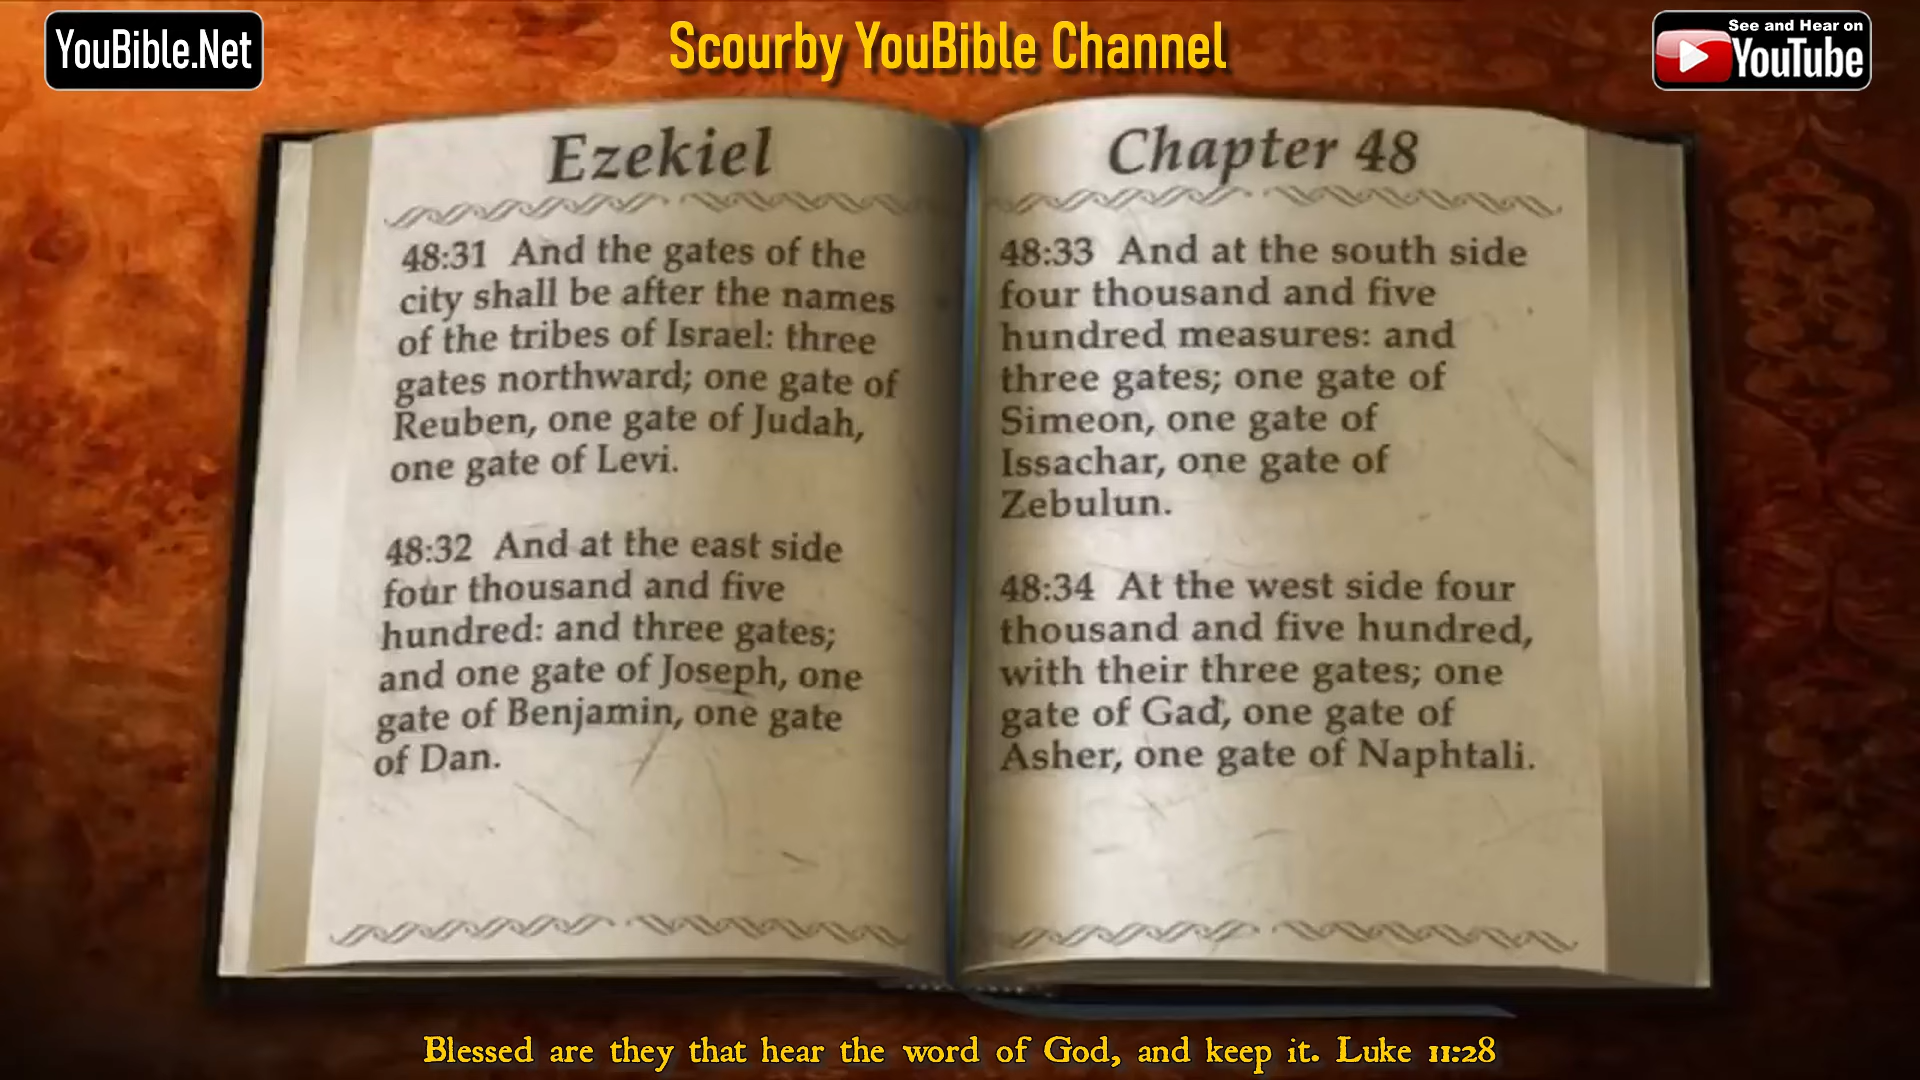 YouBible.Net
Scourby YouBible Channel
See and Hear on
YouTube
Ezekiel
48:31 And the gates of the
city shall be after the names
of the tribes of Israel: three
gates northward; one gate of
Reuben, one gate of Judah,
one gate of Levi.
48:32 And at the east side
four thousand and five
hundred: and three gates;
and one gate of Joseph, one
gate of Benjamin, one gate
of Dan.
Chapter 48
48:33 And at the south side
four thousand and five
hundred measures: and
three gates; one gate of
Simeon, one gate of
Issachar, one gate of
Zebulun.
48:34 At the west side four
thousand and five hundred,
with their three gates; one
gate of Gad, one gate of
Asher, one gate of Naphtali.
Blessed are they that hear the word of God, and keep it. Luke 11:28